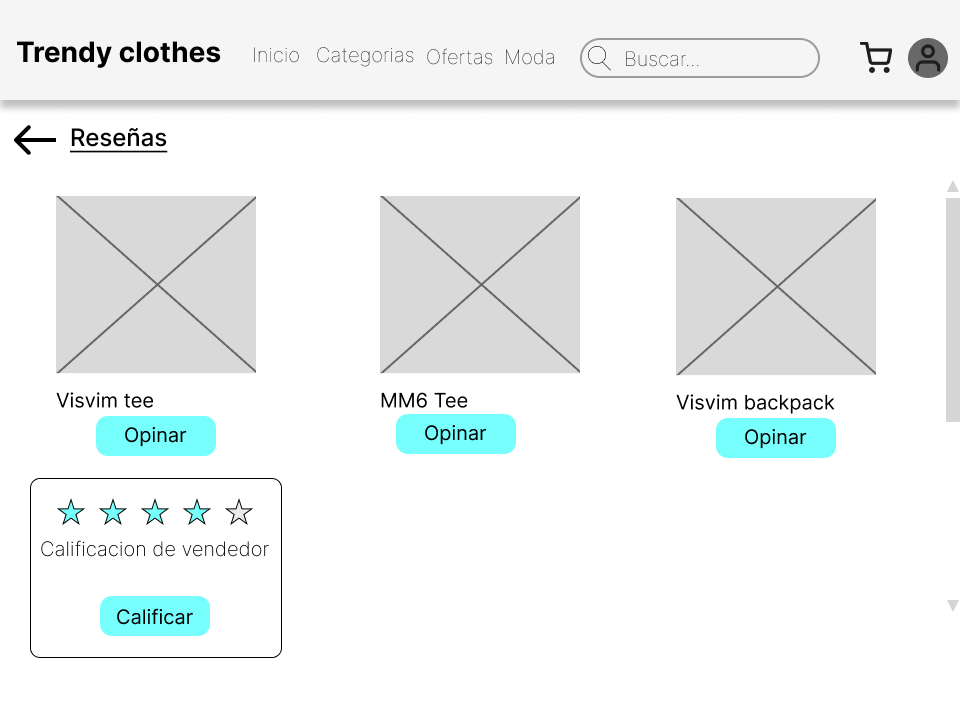 Trendy clothes
Inicio Categorias Ofertas Moda
Buscar...
Reseñas
Visvim tee
MM6 Tee
Visvim backpack
Opinar
Opinar
Opinar
Calificacion de vendedor
Calificar